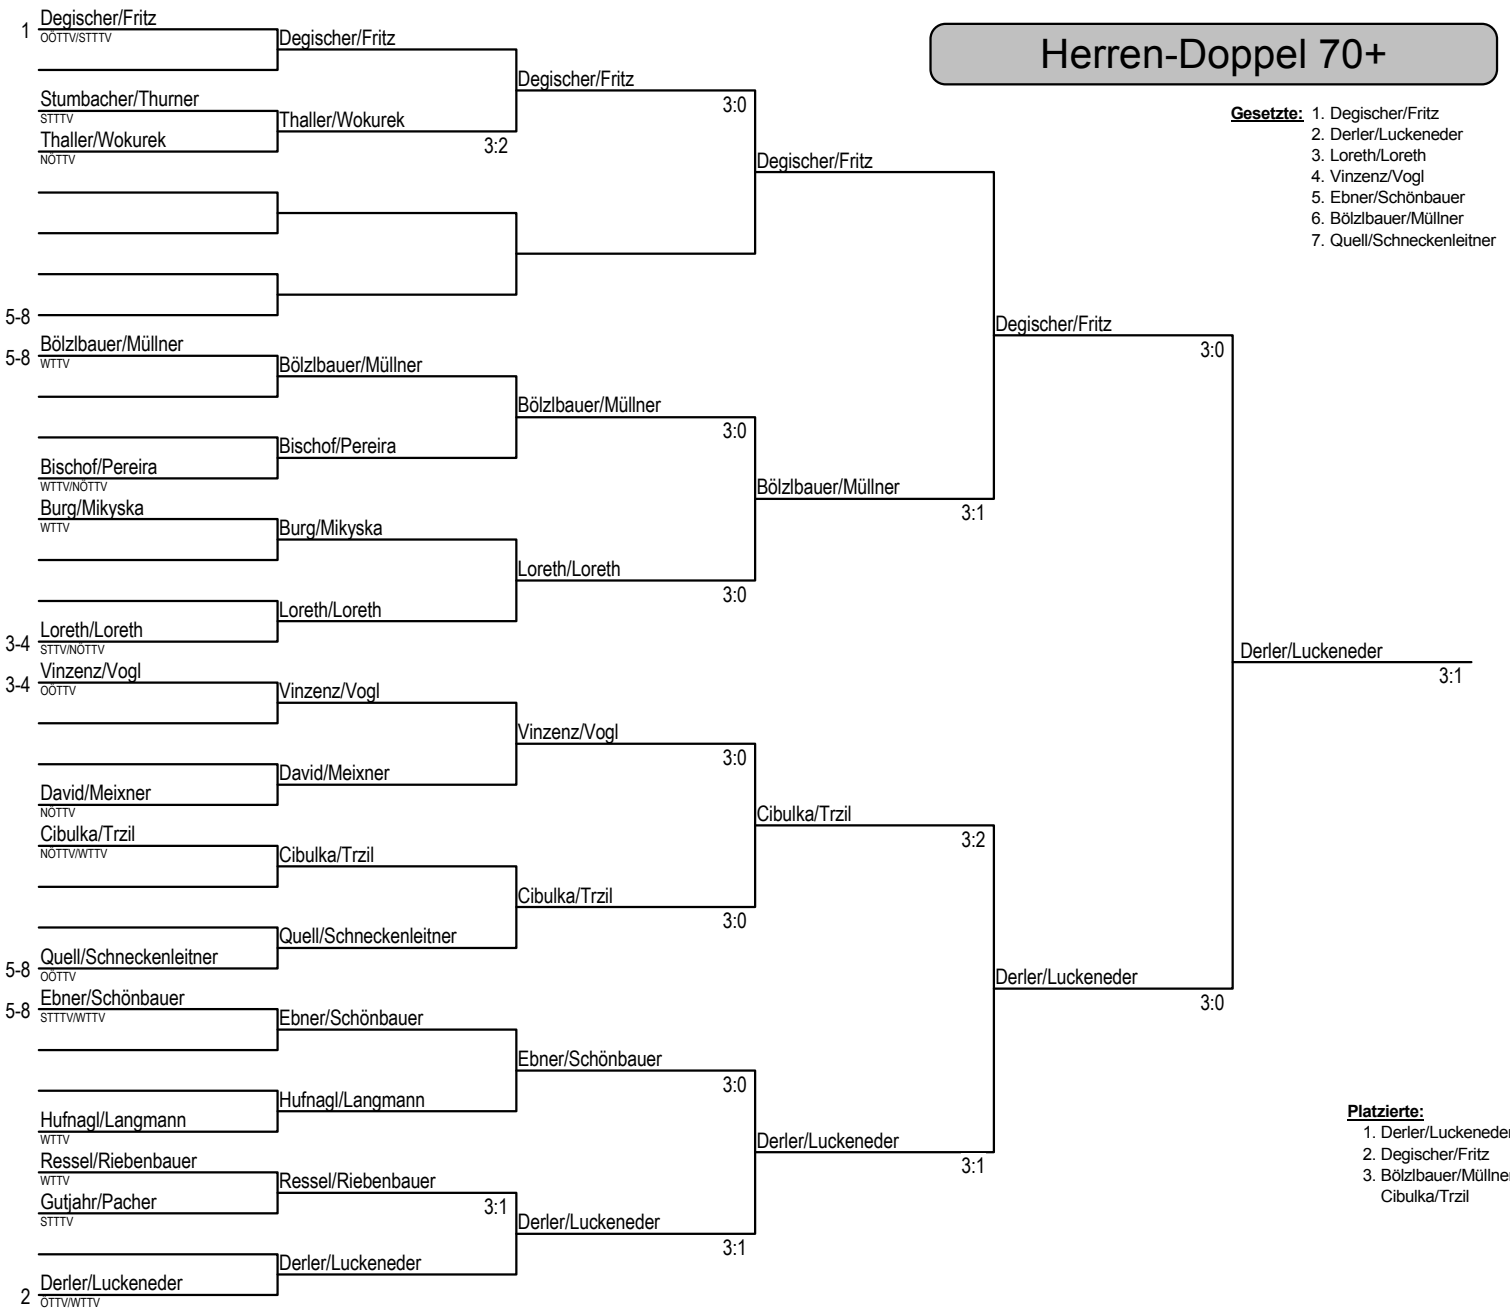 Herren-Doppel 70+
Gesetzte: 1. Degischer/Fritz
2. Derler/Luckeneder
3. Loreth/Loreth
4. Vinzenz/Vogl
5. Ebner/Schönbauer
6. Bölzlbauer/Müllner
7. Quell/Schneckenleitner
1 Degischer/Fritz
OÖTTV/STTTV
Stumbacher/Thurner
STTTV
Thaller/Wokurek
NÖTTV
5-8
5-8 Bölzlbauer/Müllner
WTTV
Bischof/Pereira
WTTV/NÖTTV
Burg/Mikyska
WTTV
3-4 Loreth/Loreth
STTV/NÖTTV
3-4 Vinzenz/Vogl
OÖTTV
David/Meixner
NÖTTV
Cibulka/Trzil
NÖTTV/WTTV
5-8 Quell/Schneckenleitner
OÖTTV
5-8 Ebner/Schönbauer
STTTV/WTTV
Hufnagl/Langmann
WTTV
Ressel/Riebenbauer
WTTV
Gutjahr/Pacher
STTTV
2 Derler/Luckeneder
ÖTTV/WTTV
Degischer/Fritz
Thaller/Wokurek
3:2
Bölzlbauer/Müllner
Bischof/Pereira
Burg/Mikyska
Loreth/Loreth
Vinzenz/Vogl
David/Meixner
Cibulka/Trzil
Quell/Schneckenleitner
Ebner/Schönbauer
Hufnagl/Langmann
Ressel/Riebenbauer
3:1
Derler/Luckeneder
Degischer/Fritz
3:0
Bölzlbauer/Müllner
3:0
Loreth/Loreth
3:0
Vinzenz/Vogl
3:0
Cibulka/Trzil
3:0
Ebner/Schönbauer
3:0
Derler/Luckeneder
3:1
Degischer/Fritz
Bölzlbauer/Müllner
3:1
Cibulka/Trzil
3:2
Derler/Luckeneder
3:1
Degischer/Fritz
3:0
Derler/Luckeneder
3:0
Derler/Luckeneder
3:1
Platzierte:
1. Derler/Luckeneder
2. Degischer/Fritz
3. Bölzlbauer/Müllner
Cibulka/Trzil